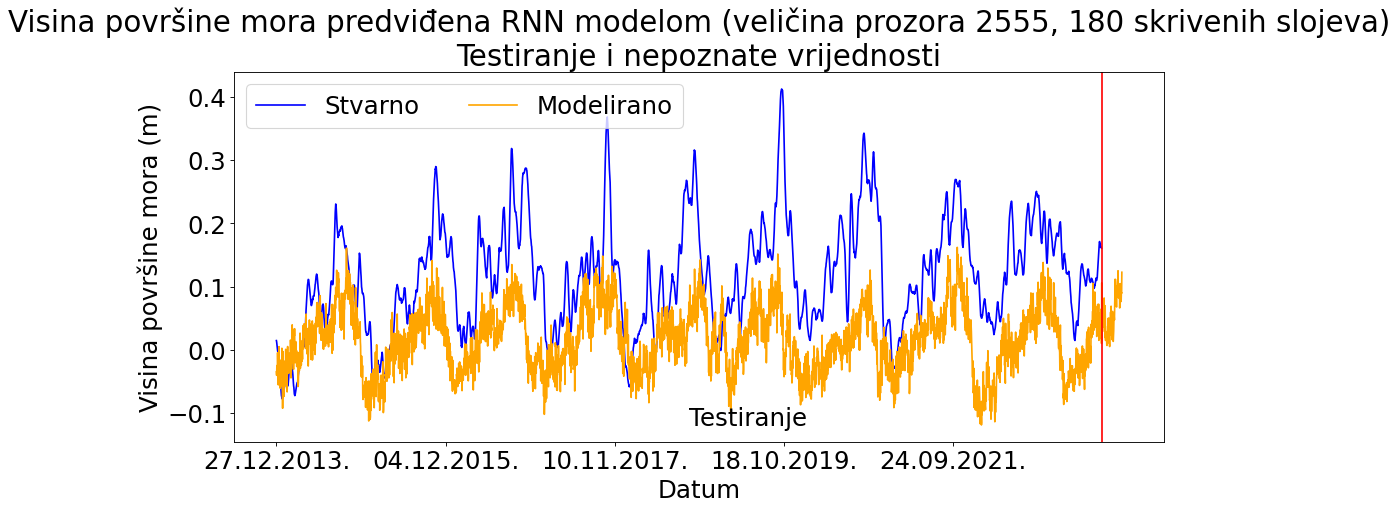 Visina površine mora predviđena RNN modelom (veličina prozora 2555, 180 skrivenih slojeva)
Testiranje i nepoznate vrijednosti
Stvarno
Modelirano
Visina površine mora (m)
0.4
0.3
0.2
0.1
0.0
−0.1
Testiranje
27.12.2013.
04.12.2015.
10.11.2017.
18.10.2019.
24.09.2021.
Datum